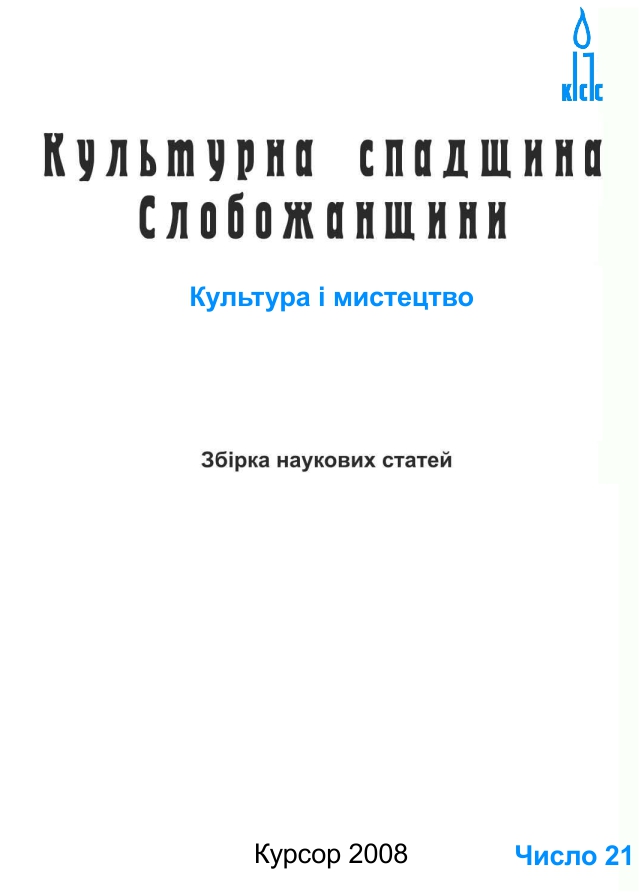 КСС
Культурна спадщина
Слобожанщини
Культура і мистецтво
Збірка наукових статей
Курсор 2008
Число 21